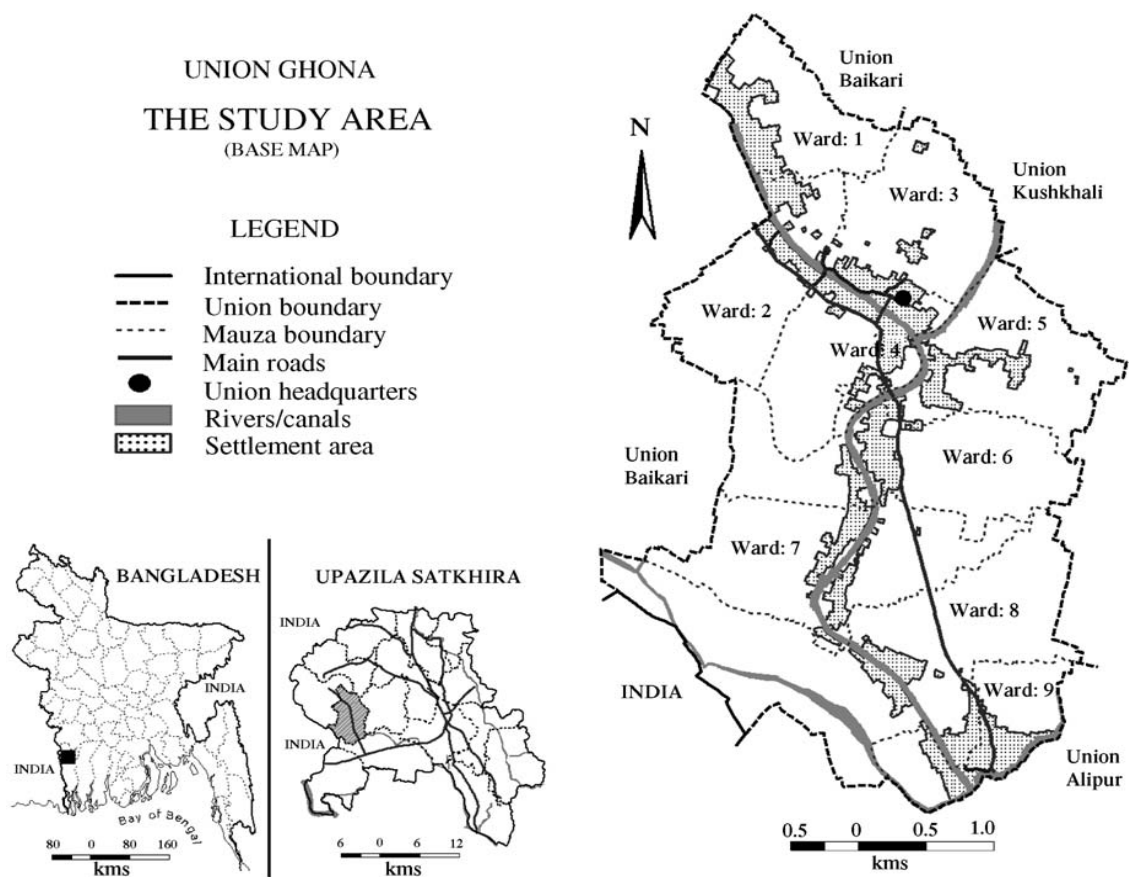 UNION GHONA
THE STUDY AREA
(BASE MAP)
LEGEND
International boundary
Union boundary
Mauza boundary
Main roads
Union headquarters
Rivers/canals
Settlement area
BANGLADESH
INDIA
INDIA
Bay of Bengal
80 0 80 160
kms
UPAZILA SATKHIRA
INDIA
INDIA
6 0 6 12
kms
N
Union
Baikari
Ward: 1
Union
Kushkhali
Ward: 3
Ward: 2
Ward: 5
Ward: 4
Union
Baikari
Ward: 6
Ward: 7
Ward: 8
INDIA
Ward: 9
Union
Alipur
0.5 0 0.5 1.0
kms